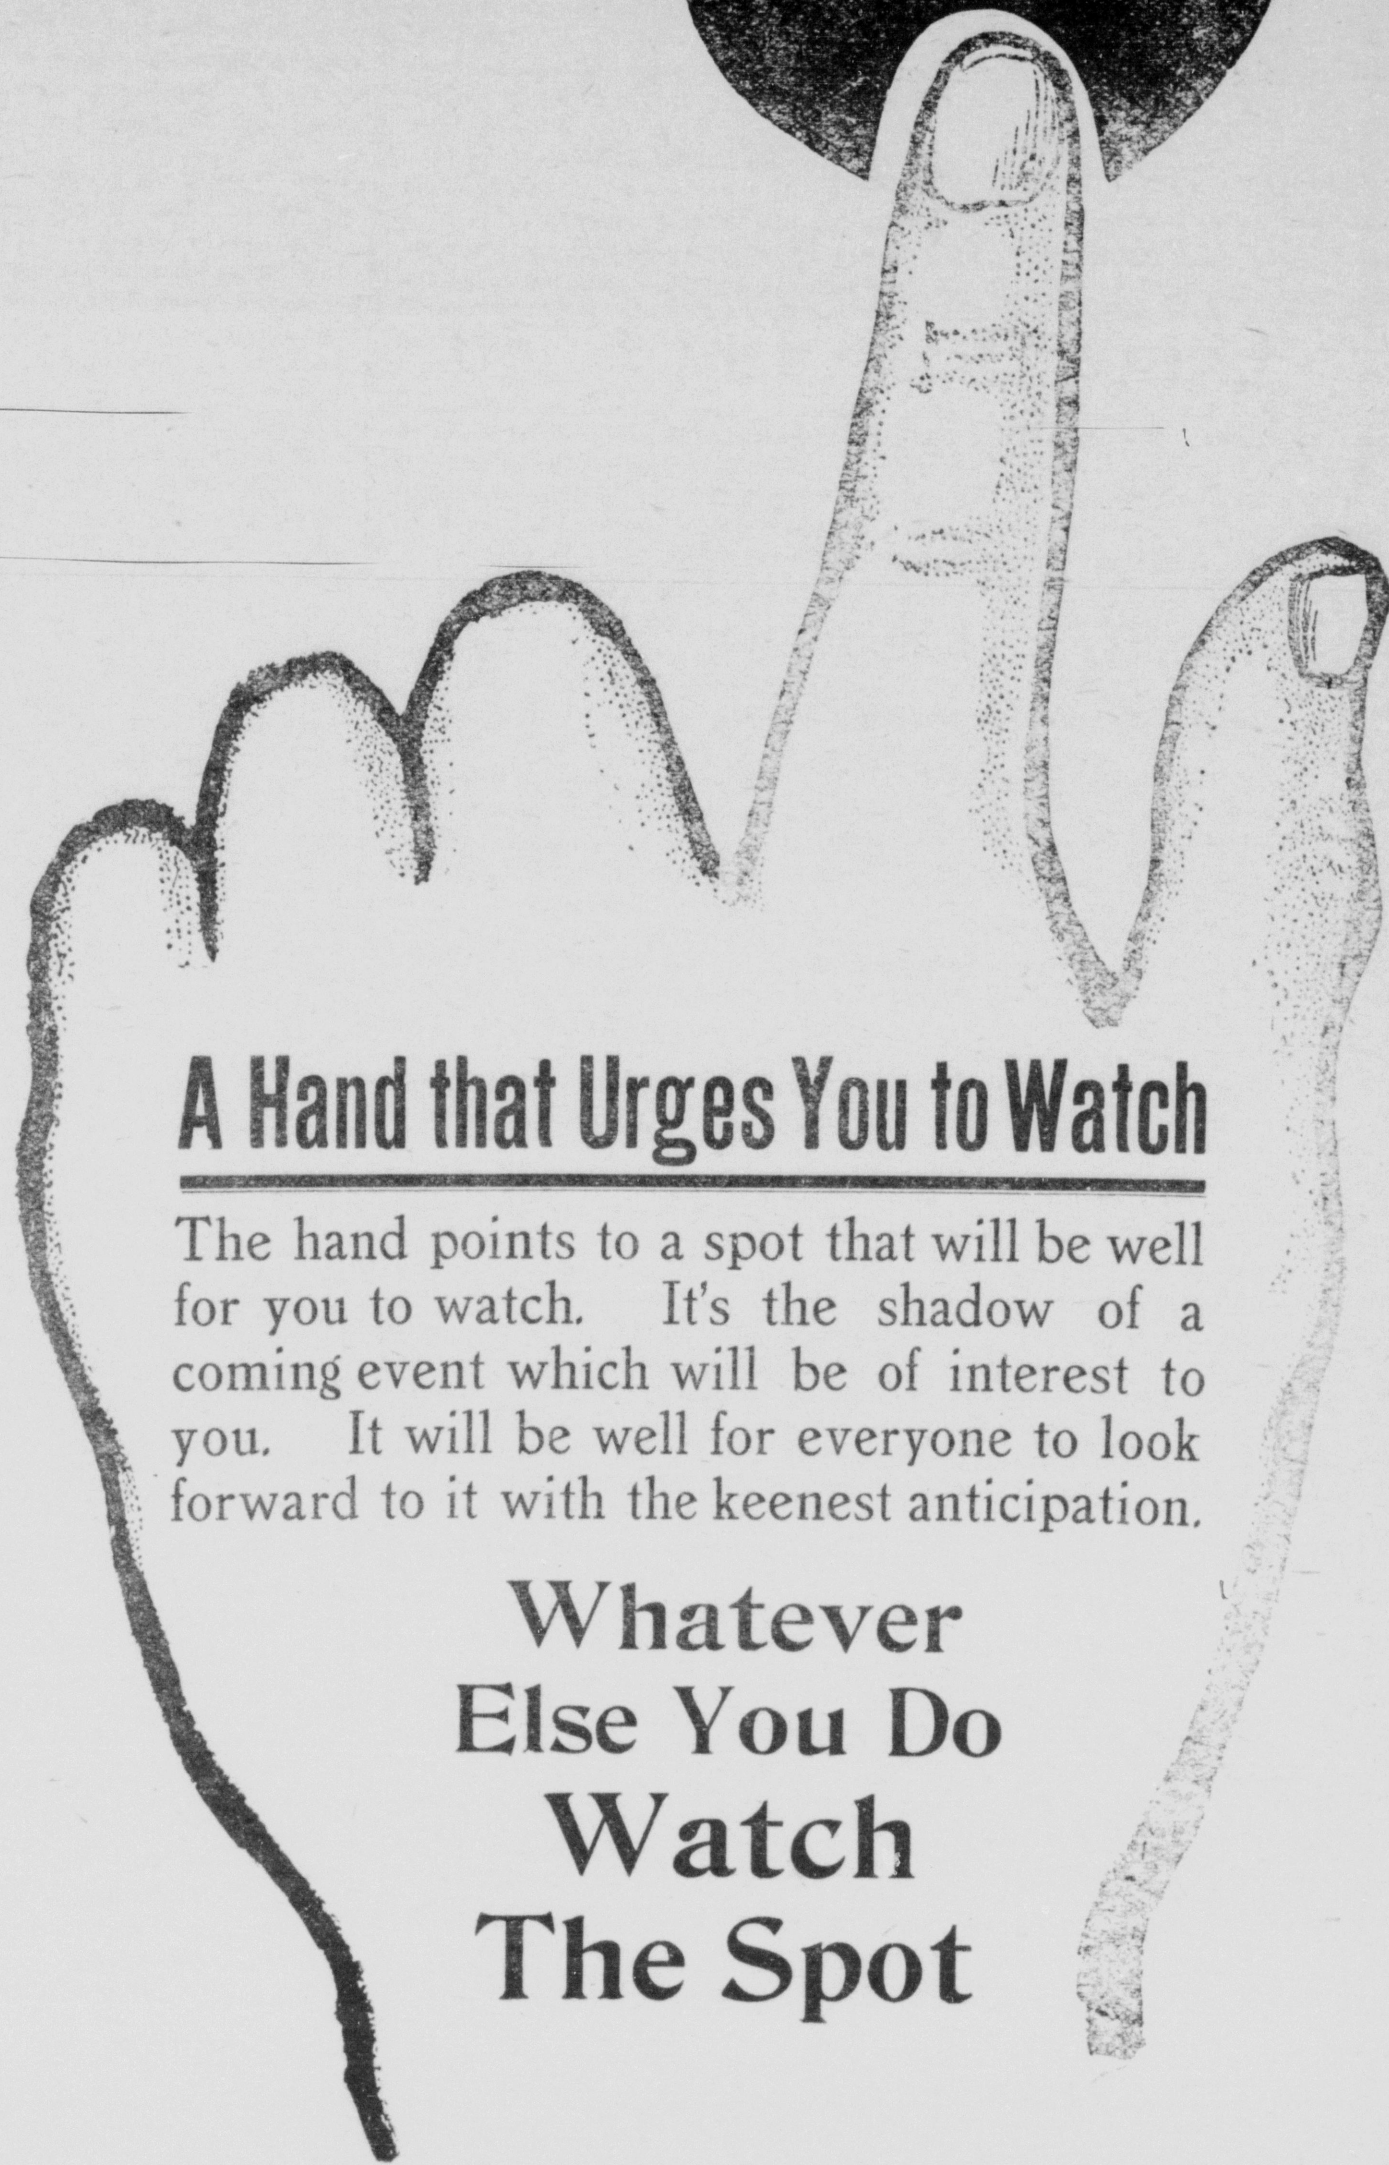 A Hand that Urges You to Watch
The hand points to a spot that will be well
for you to watch. It's the shadow of a
coming event which will be of interest to
you. It will be well for everyone to look
forward to it with the keenest anticipation.
Whatever
Else You Do
Watch
The Spot